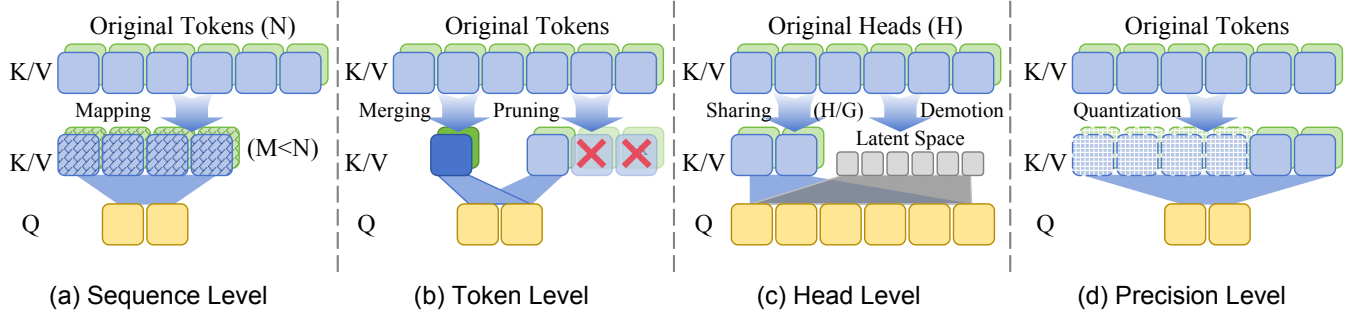 Original Tokens (N)
K/V
Mapping
K/V
(M<N)
Q
(a) Sequence Level
Original Tokens
K/V
Merging
Pruning
K/V
Q
(b) Token Level
Original Heads (H)
K/V
Sharing
(H/G)
Demotion
K/V
Latent Space
Q
(c) Head Level
Original Tokens
K/V
Quantization
K/V
Q
(d) Precision Level